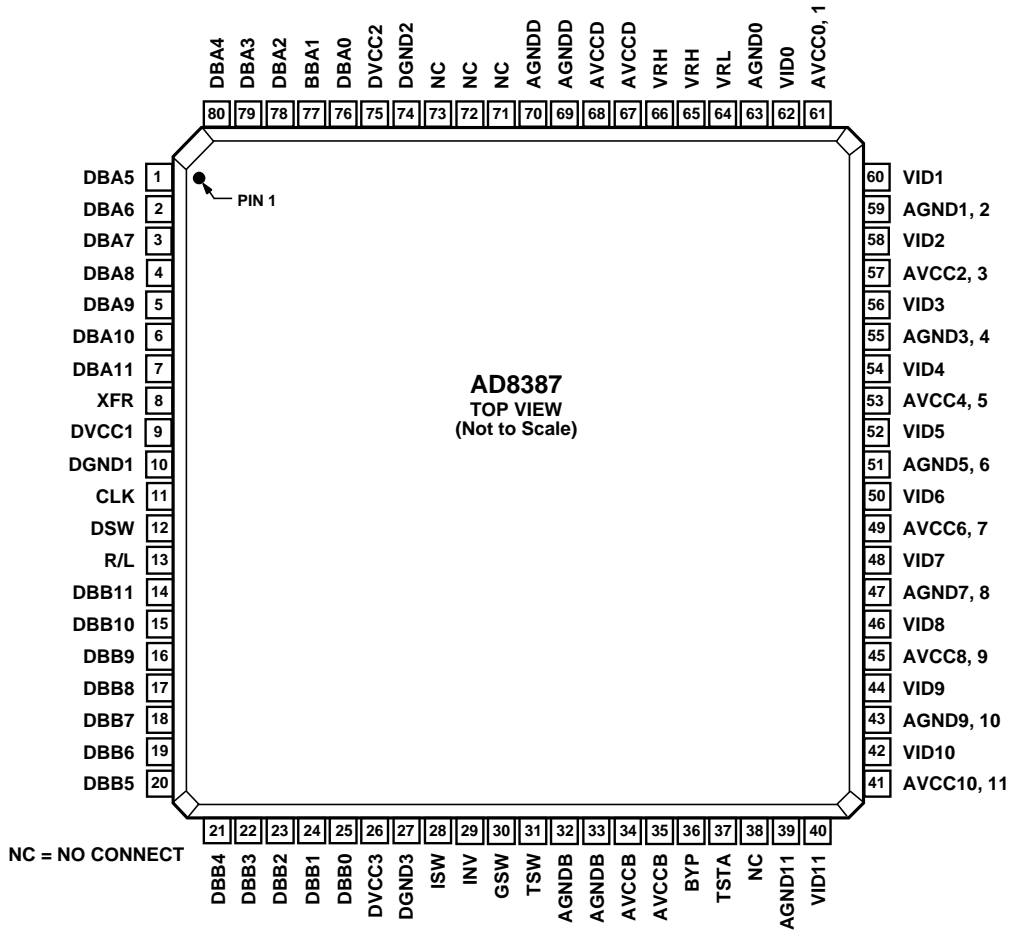 DBA4 DBA3 DBA2 BBA1 DBA0 DVCC2 DGND2 NC NC NC AGNDD AGNDD AVCCD AVCCD VRH VRH VRL AGND0 VID0 AVCC0, 1
80 79 78 77 76 75 74 73 72 71 70 69 68 67 66 65 64 63 62 61
DBA5 1
DBA6 2
DBA7 3
DBA8 4
DBA9 5
DBA10 6
DBA11 7
XFR 8
DVCC1 9
DGND1 10
CLK 11
DSW 12
R/L 13
DBB11 14
DBB10 15
DBB9 16
DBB8 17
DBB7 18
DBB6 19
DBB5 20
PIN 1
AD8387
TOP VIEW
(Not to Scale)
60 VID1
59 AGND1, 2
58 VID2
57 AVCC2, 3
56 VID3
55 AGND3, 4
54 VID4
53 AVCC4, 5
52 VID5
51 AGND5, 6
50 VID6
49 AVCC6, 7
48 VID7
47 AGND7, 8
46 VID8
45 AVCC8, 9
44 VID9
43 AGND9, 10
42 VID10
41 AVCC10, 11
21 22 23 24 25 26 27 28 29 30 31 32 33 34 35 36 37 38 39 40
DBB4 DBB3 DBB2 DBB1 DBB0 DVCC3 DGND3 ISW INV GSW TSW AGNDB AGNDB AVCCB AVCCB BYP TSTA NC AGND11 VID11
NC = NO CONNECT